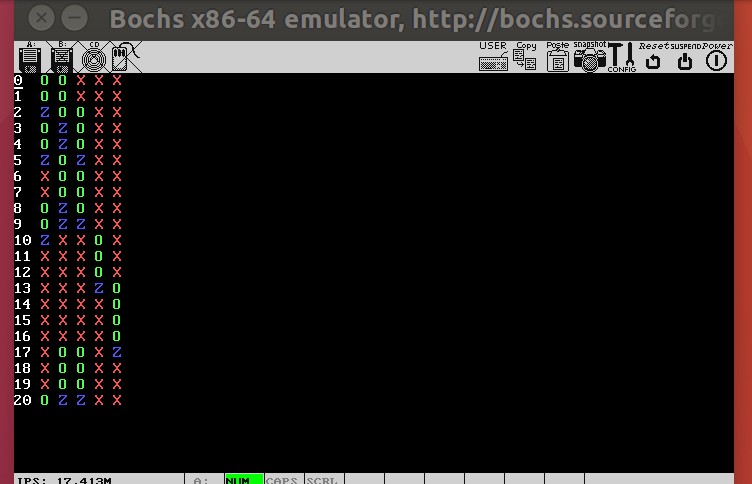 Bochs x86-64 emulator, http://bochs.sourceforg
A: B: CD USER Copy Paste snapshot CONFIG Reset SUSPEND Power
0 O O X X X
1 O O X X X
2 Z O O X X
3 O Z O X X
4 O Z O X X
5 Z O Z X X
6 X O O X X
7 X O O X X
8 O Z O X X
9 O Z Z X X
10 Z X X O X
11 X X X O X
12 X X X O X
13 X X X Z O
14 X X X X O
15 X X X X O
16 X X X X O
17 X O O X Z
18 X O O X X
19 X O O X X
20 O Z Z X X
IPS: 17.413M A: NUM CAPS SCRL